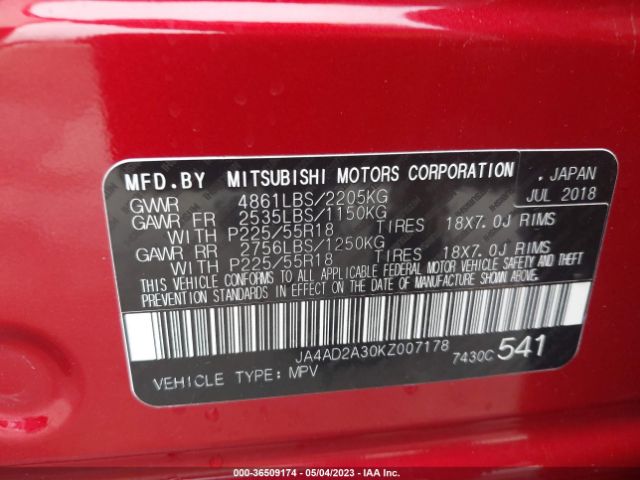 MFD.BY MITSUBISHI MOTORS CORPORATION , JAPAN
GVWR 4861LBS/2205KG JUL 2018
GAWR FR 2535LBS/1150KG
WITH P225/55R18 TIRES 18X7.0J RIMS
GAWR RR 2756LBS/1250KG
WITH P225/55R18 TIRES 18X7.0J RIMS
THIS VEHICLE CONFORMS TO ALL APPLICABLE FEDERAL MOTOR VEHICLE SAFETY AND THEFT
PREVENTION STANDARDS IN EFFECT ON THE DATE OF MANUFACTURE SHOWN ABOVE.
JA4AD2A30KZ007178 7430C 541
VEHICLE TYPE: MPV
000-36509174 - 05/04/2023 - IAA Inc.